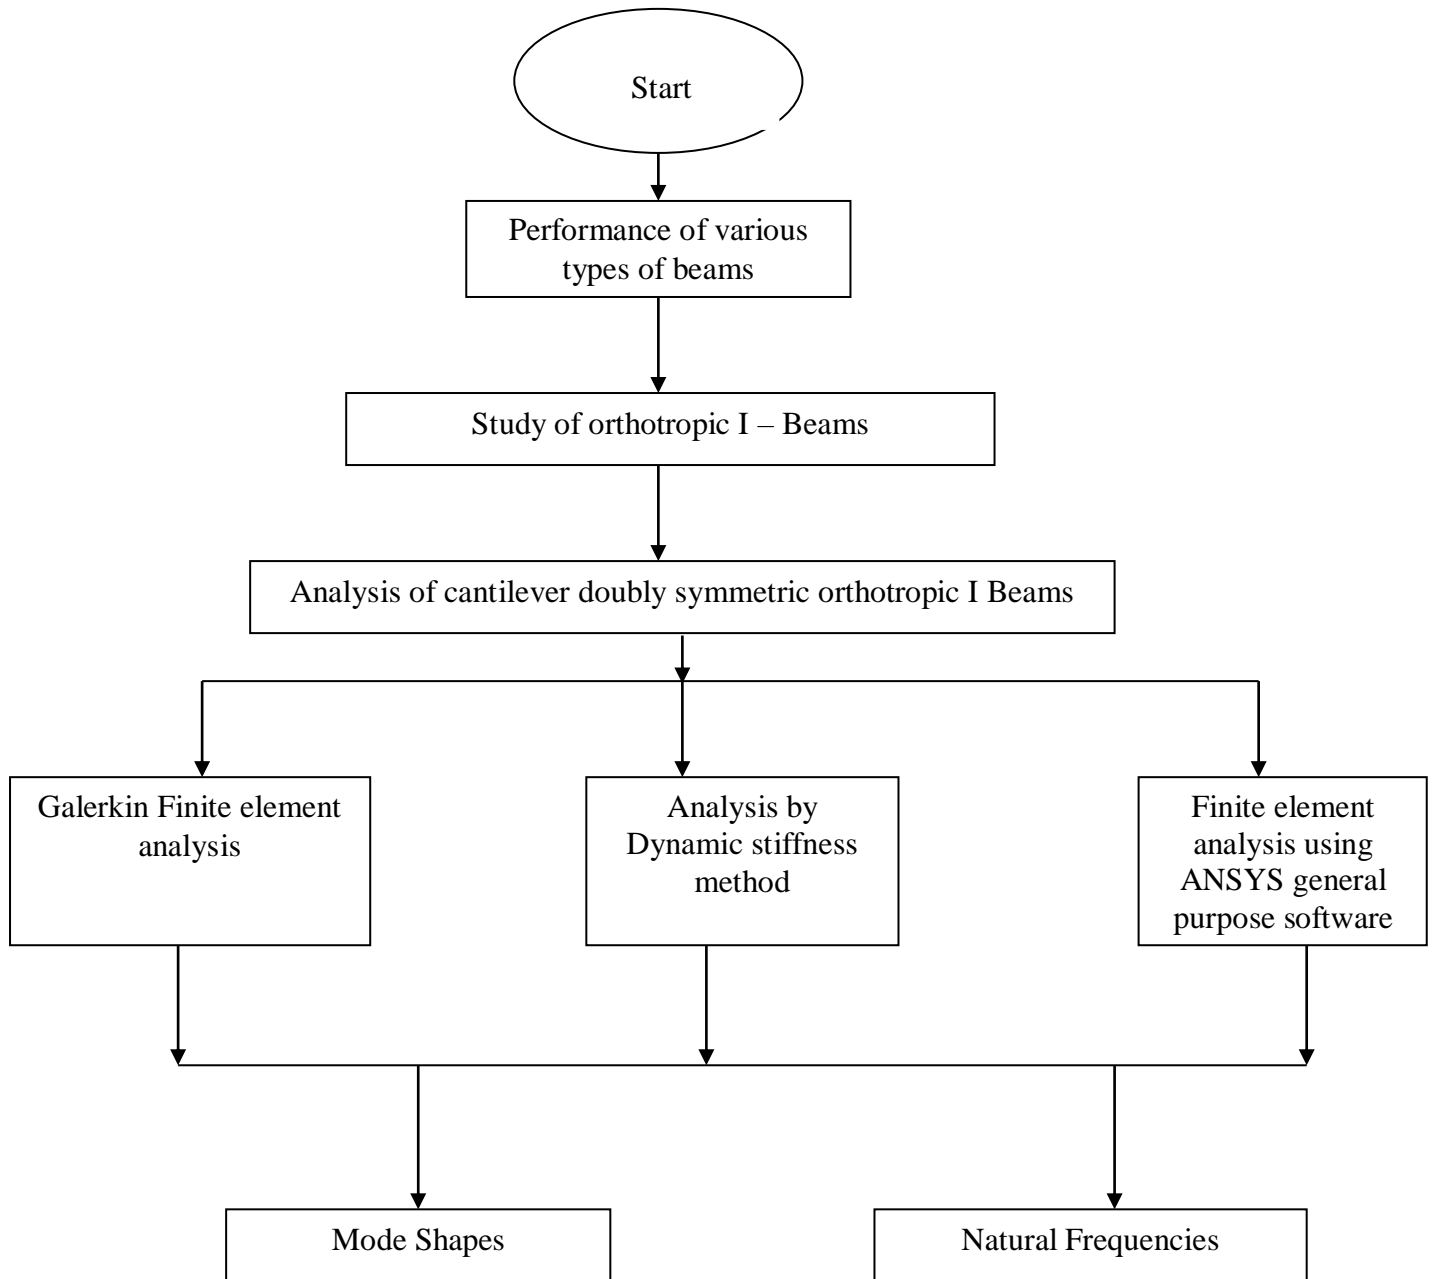 Start
Performance of various
types of beams
Study of orthotropic I – Beams
Analysis of cantilever doubly symmetric orthotropic I Beams
Galerkin Finite element
analysis
Analysis by
Dynamic stiffness
method
Finite element
analysis using
ANSYS general
purpose software
Mode Shapes
Natural Frequencies